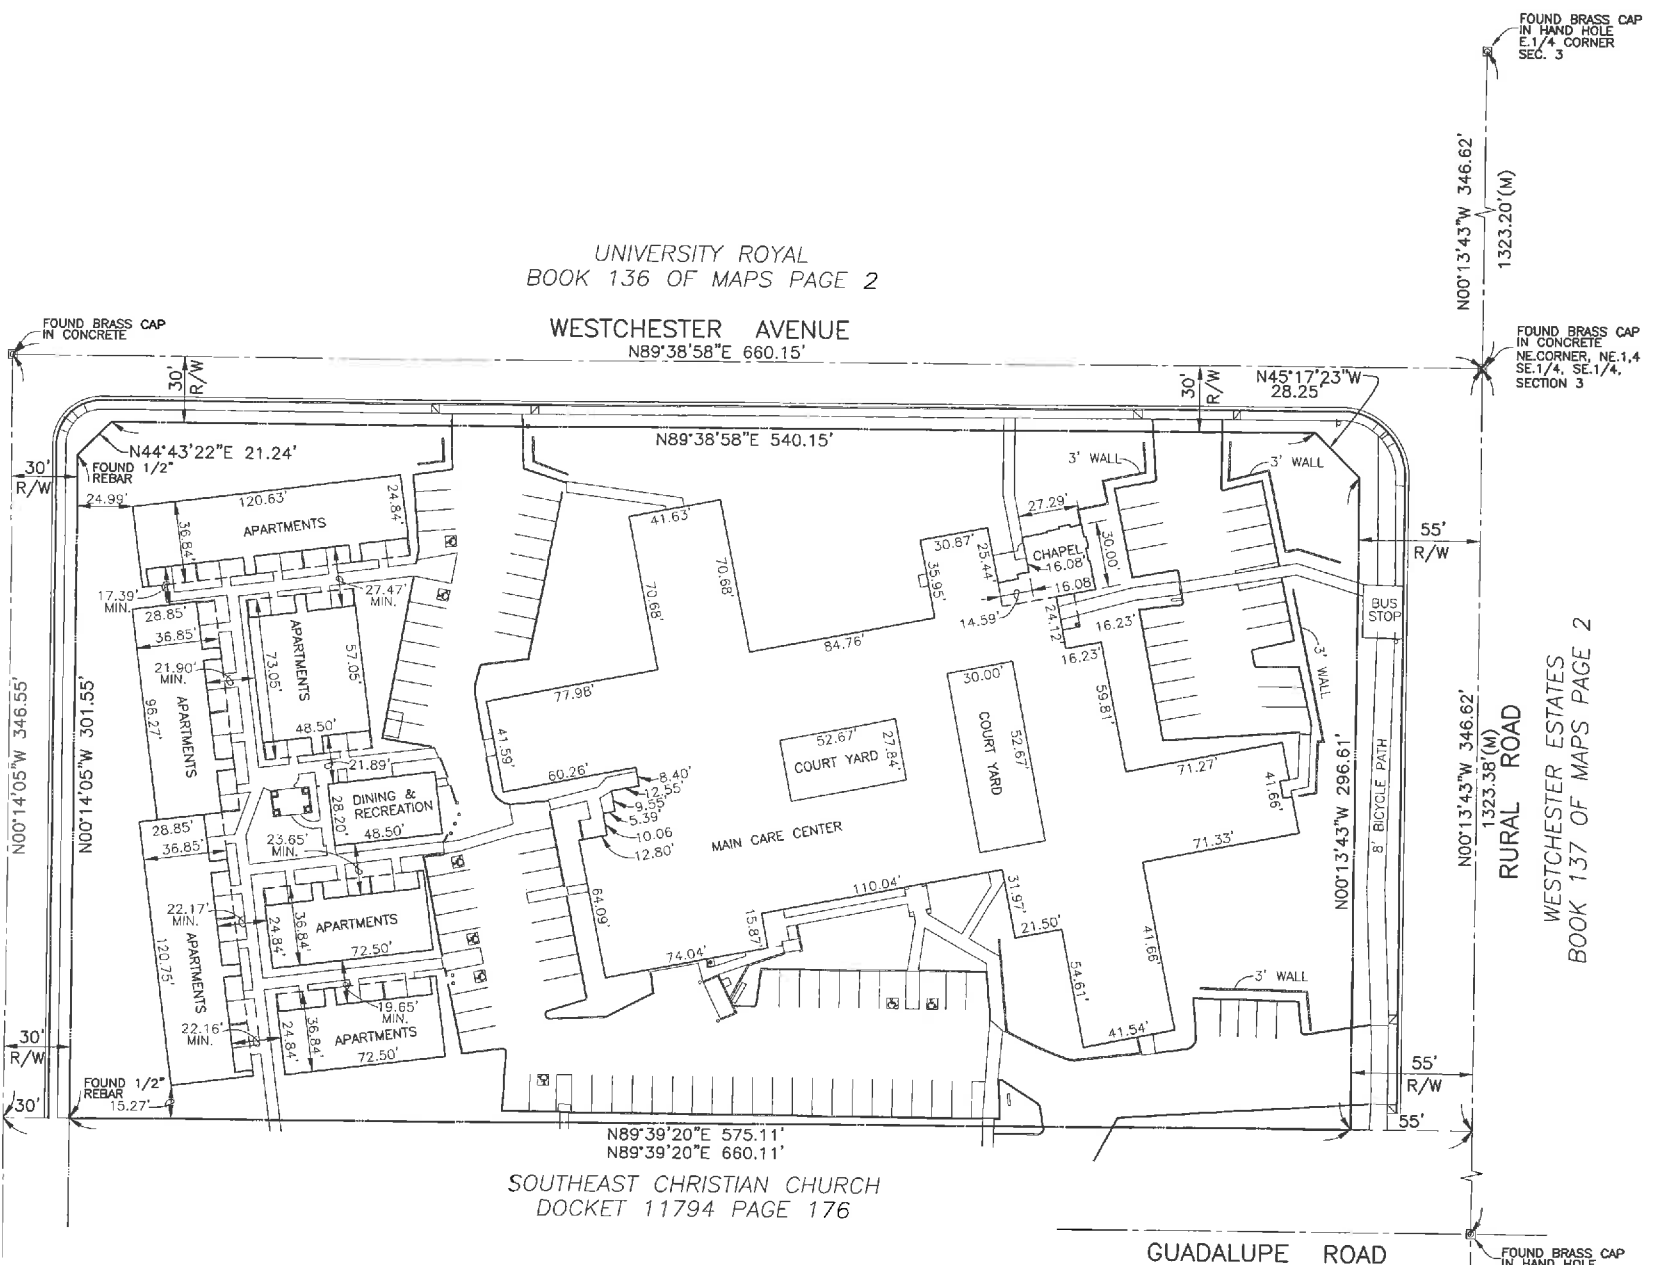 FOUND BRASS CAP
IN HAND HOLE
E.1/4 CORNER
SEC. 3
N00°13'43"W 346.62'
1323.20'(M)
UNIVERSITY ROYAL
BOOK 136 OF MAPS PAGE 2
FOUND BRASS CAP
IN CONCRETE
WESTCHESTER AVENUE
N89°38'58"E 660.15'
FOUND BRASS CAP
IN CONCRETE
NE.CORNER, NE.1,4
SE.1/4, SE.1/4,
SECTION 3
30'
R/W
30'
R/W
N45°17'23"W
28.25'
N89°38'58"E 540.15'
N44°43'22"E 21.24'
FOUND 1/2"
REBAR
30'
R/W
24.99'
120.63'
24.84'
36.84'
APARTMENTS
3' WALL
3' WALL
27.29'
41.63'
30.87'
25.44'
CHAPEL
16.08'
30.00'
55'
R/W
17.39'
MIN.
27.47'
MIN.
70.68'
70.68'
35.95'
16.08
28.85'
36.85'
APARTMENTS
57.05'
73.05'
14.59'
24.12'
16.23'
BUS
STOP
84.76'
16.23'
21.90'
MIN.
APARTMENTS
96.27'
77.98'
30.00'
59.81'
3' WALL
48.50'
41.59'
52.67'
27.84'
COURT YARD
COURT YARD
52.67'
21.89'
60.26'
8.40'
12.55'
9.55'
5.39'
10.06
12.80'
71.27'
41.66'
DINING &
RECREATION
28.20'
48.50'
28.85'
36.85'
23.65'
MIN.
MAIN CARE CENTER
71.33'
N00°14'05"W 346.55'
N00°14'05"W 301.55'
N00°13'43"W 296.61'
8' BICYCLE PATH
N00°13'43"W 346.62'
1323.38'(M)
RURAL ROAD
WESTCHESTER ESTATES
BOOK 137 OF MAPS PAGE 2
110.04'
31.97'
21.50'
64.09'
15.87'
74.04'
41.66'
54.61'
41.54'
3' WALL
22.17'
MIN.
24.84'
36.84'
APARTMENTS
72.50'
APARTMENTS
120.75'
19.65'
MIN.
22.16'
MIN.
24.84'
36.84'
APARTMENTS
72.50'
30'
R/W
FOUND 1/2"
REBAR
15.27'
30'
55'
R/W
55'
N89°39'20"E 575.11'
N89°39'20"E 660.11'
SOUTHEAST CHRISTIAN CHURCH
DOCKET 11794 PAGE 176
GUADALUPE ROAD
FOUND BRASS CAP
IN HAND HOLE